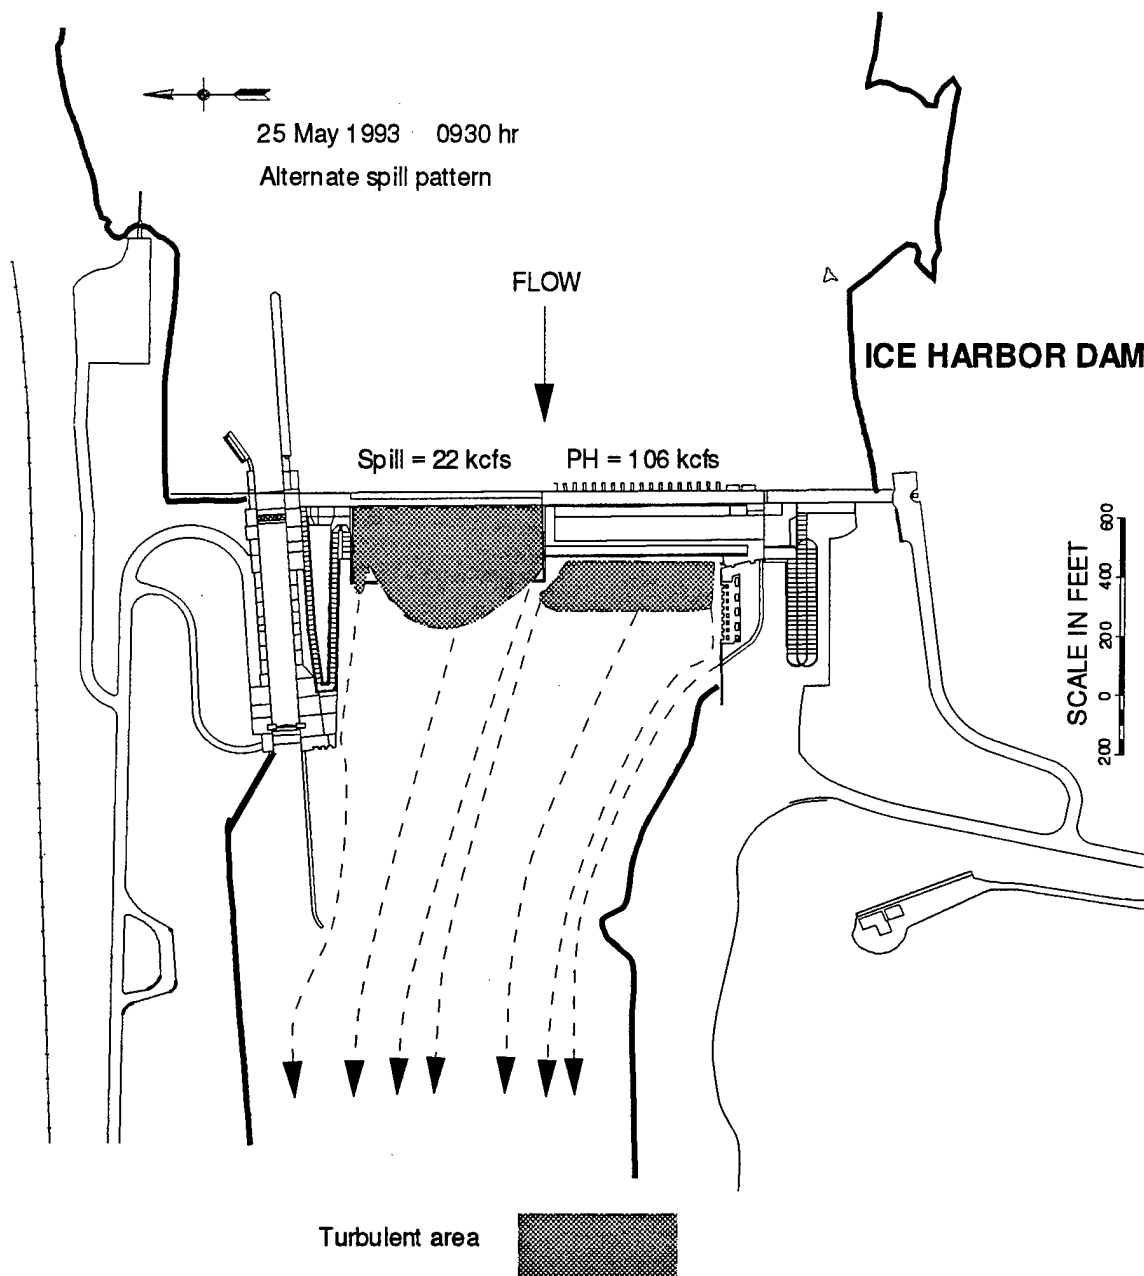 25 May 1993 0930 hr
Alternate spill pattern
FLOW
ICE HARBOR DAM
Spill = 22 kcfs PH = 106 kcfs
SCALE IN FEET
600
400
200
0
200
Turbulent area